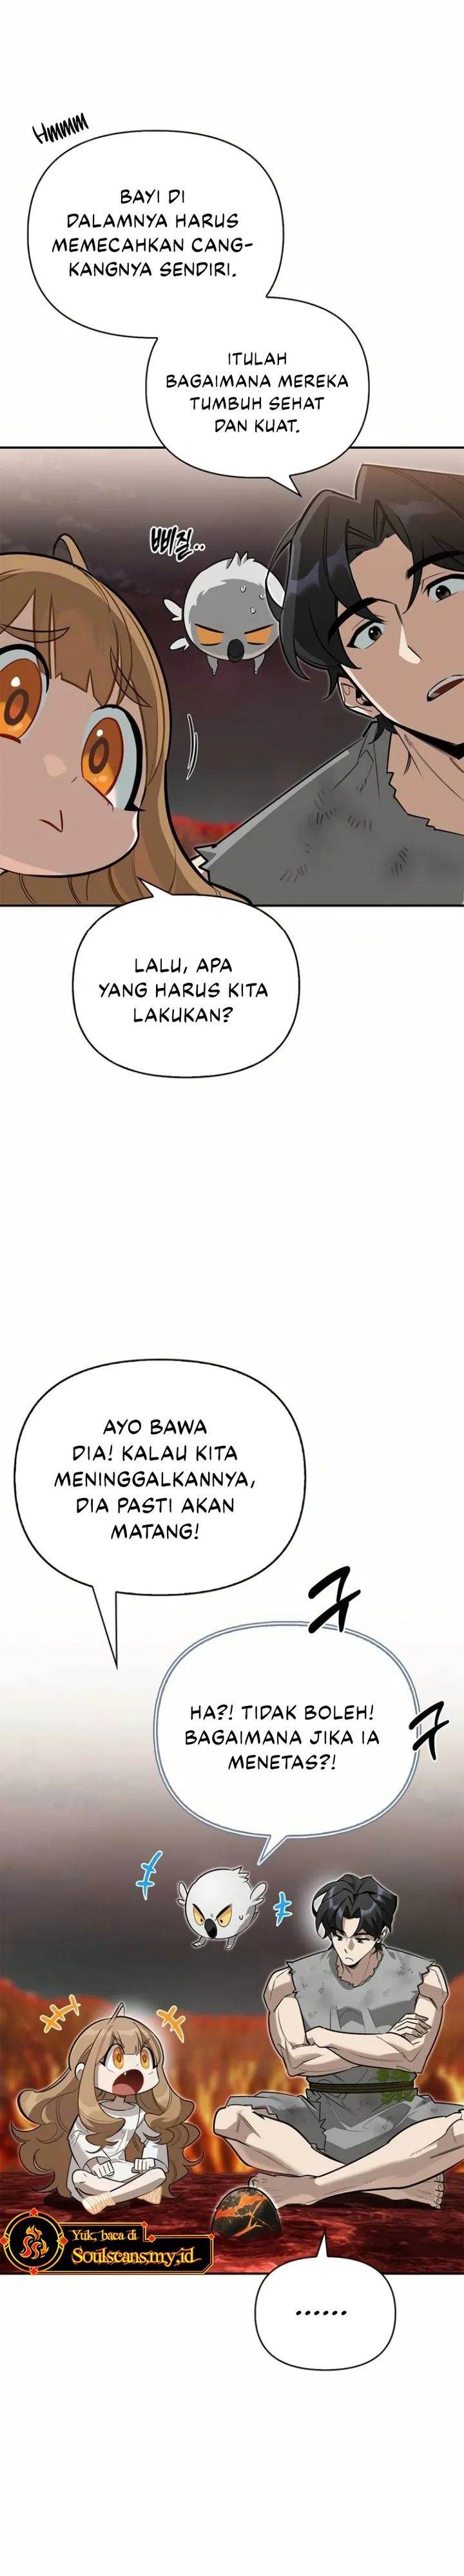 HMMMM
BAYI DI
DALAMNYA HARUS
MEMECAHKAN CANG-
KANGNYA SENDIRI.
ITULAH
BAGAIMANA MEREKA
TUMBUH SEHAT
DAN KUAT.
삐질..
LALU, APA
YANG HARUS KITA
LAKUKAN?
AYO BAWA
DIA! KALAU KITA
MENINGGALKANNYA,
DIA PASTI AKAN
MATANG!
HA?! TIDAK BOLEH!
BAGAIMANA JIKA IA
MENETAS?!
Yuk, baca di
Soulscans.my.id
......